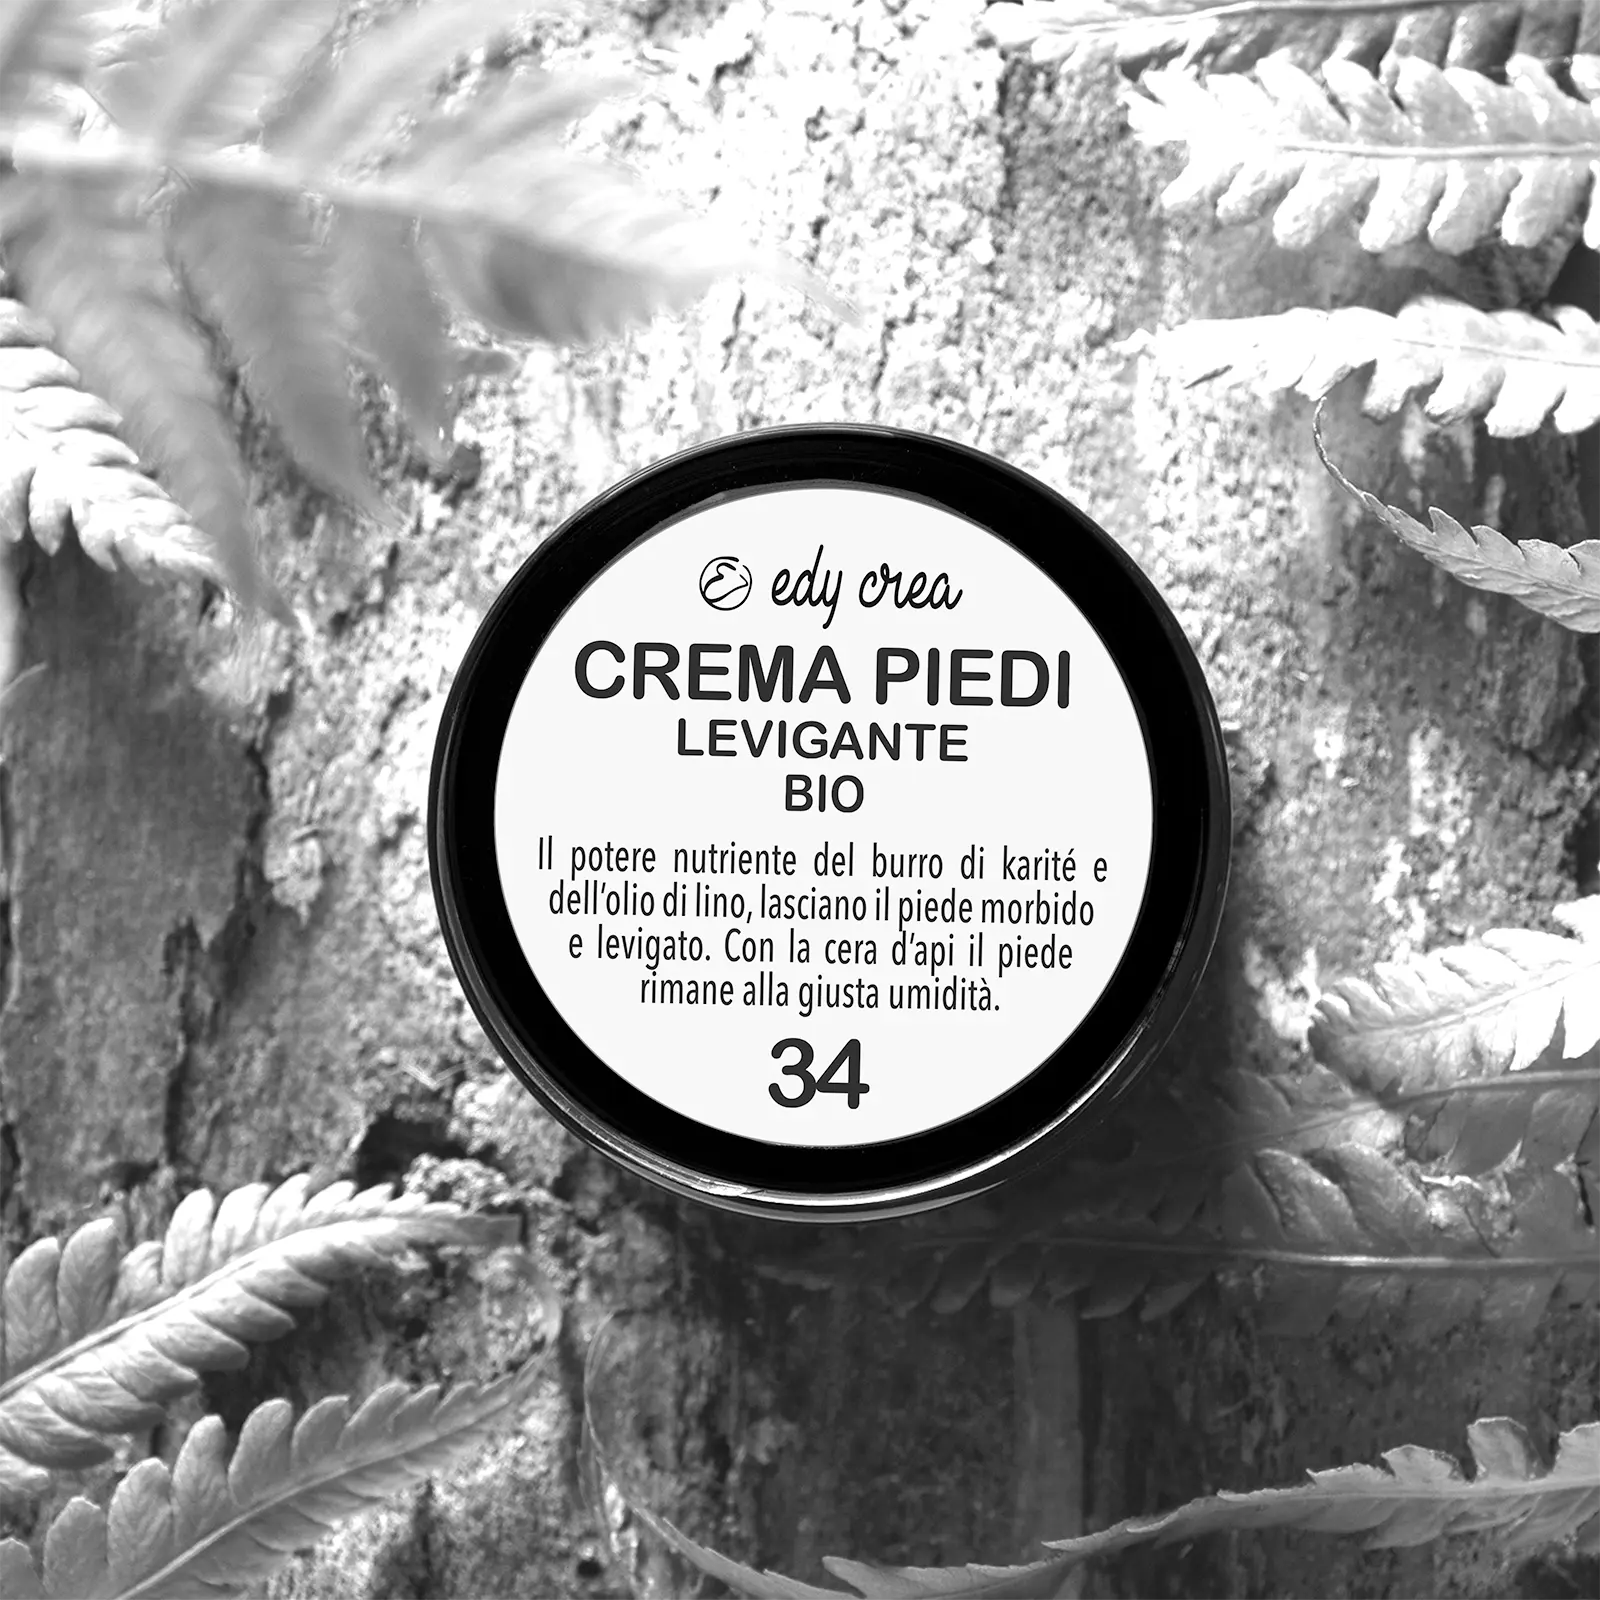 edy crea
CREMA PIEDI
LEVIGANTE
BIO
Il potere nutriente del burro di karité e
dell'olio di lino, lasciano il piede morbido
e levigato. Con la cera d'api il piede
rimane alla giusta umidità.
34